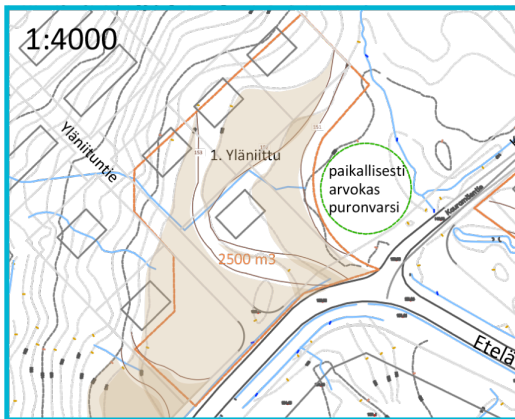 1:4000
Yläniituntie
1. Yläniittu
paikallisesti
arvokas
puronvarsi
2500 m3
Etelä